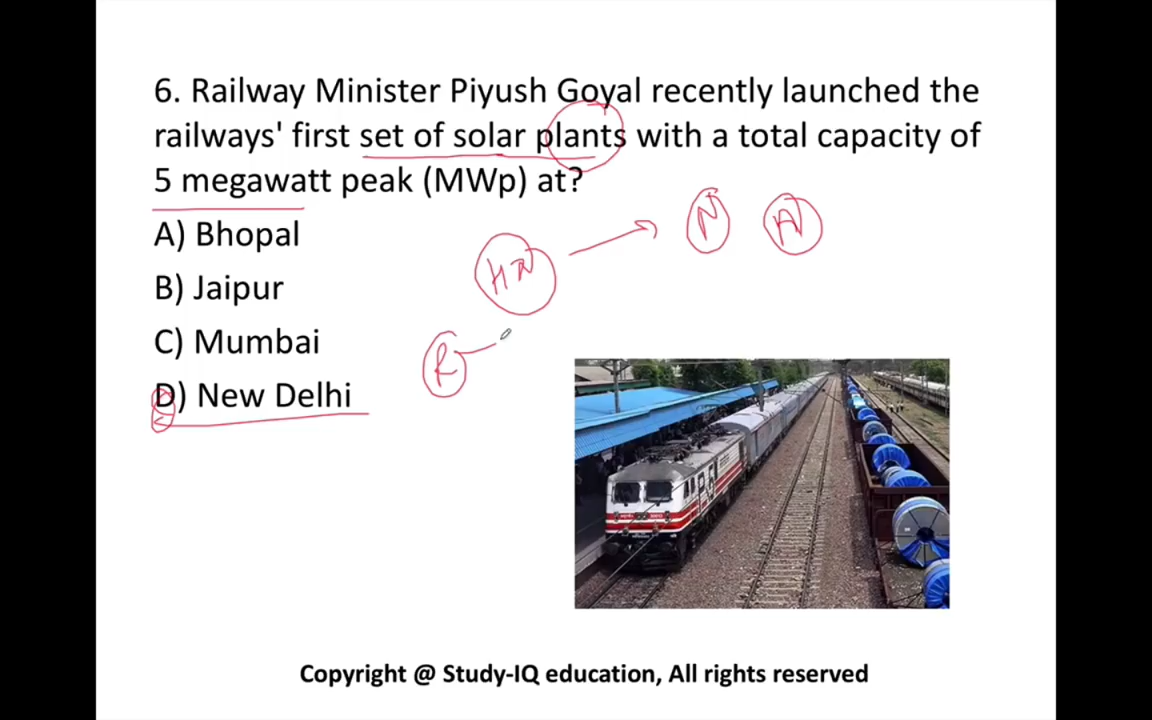 6. Railway Minister Piyush Goyal recently launched the
railways' first set of solar plants with a total capacity of
5 megawatt peak (MWp) at?
A) Bhopal
B) Jaipur
C) Mumbai
D) New Delhi
N
A
HR
R
Copyright @ Study-IQ education, All rights reserved